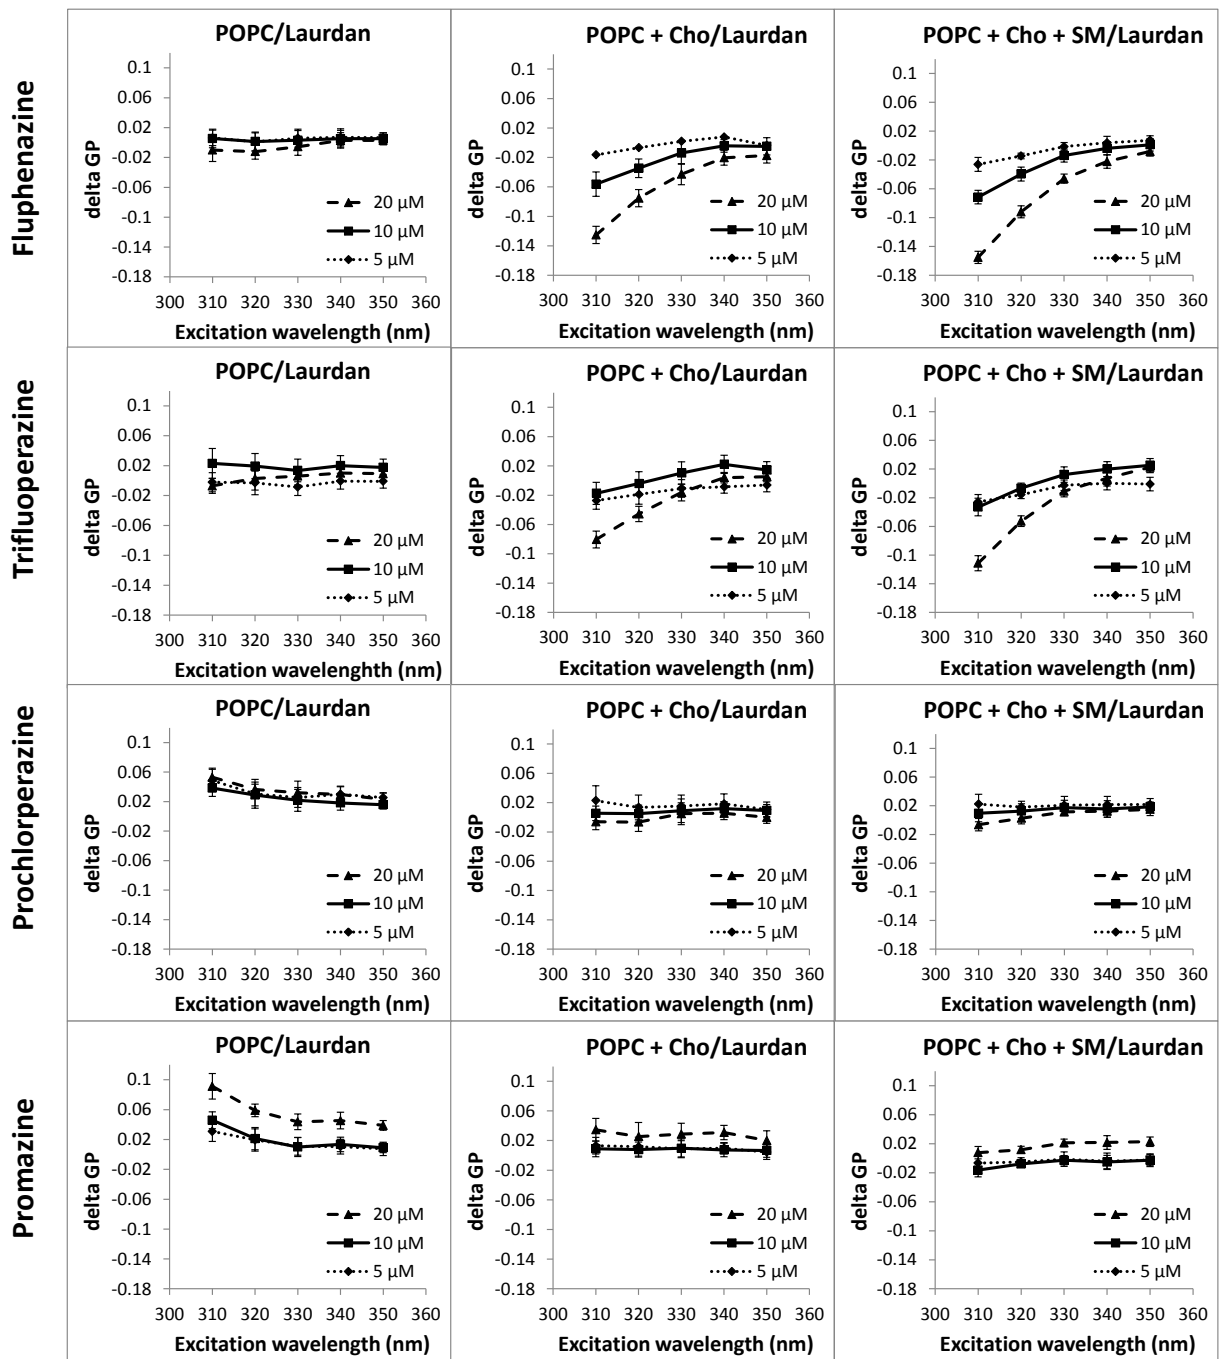 Fluphenazine
POPC/Laurdan
0.1
0.06
0.02
-0.02
-0.06
-0.1
-0.14
-0.18
delta GP
20 µM
10 µM
5 µM
300 310 320 330 340 350 360
Excitation wavelength (nm)
POPC + Cho/Laurdan
0.1
0.06
0.02
-0.02
-0.06
-0.1
-0.14
-0.18
delta GP
20 µM
10 µM
5 µM
300 310 320 330 340 350 360
Excitation wavelength (nm)
POPC + Cho + SM/Laurdan
0.1
0.06
0.02
-0.02
-0.06
-0.1
-0.14
-0.18
delta GP
20 µM
10 µM
5 µM
300 310 320 330 340 350 360
Excitation wavelength (nm)
Trifluoperazine
POPC/Laurdan
0.1
0.06
0.02
-0.02
-0.06
-0.1
-0.14
-0.18
delta GP
20 µM
10 µM
5 µM
300 310 320 330 340 350 360
Excitation wavelenghth (nm)
POPC + Cho/Laurdan
0.1
0.06
0.02
-0.02
-0.06
-0.1
-0.14
-0.18
delta GP
20 µM
10 µM
5 µM
300 310 320 330 340 350 360
Excitation wavelength (nm)
POPC + Cho + SM/Laurdan
0.1
0.06
0.02
-0.02
-0.06
-0.1
-0.14
-0.18
delta GP
20 µM
10 µM
5 µM
300 310 320 330 340 350 360
Excitation wavelength (nm)
Prochlorperazine
POPC/Laurdan
0.1
0.06
0.02
-0.02
-0.06
-0.1
-0.14
-0.18
delta GP
20 µM
10 µM
5 µM
300 310 320 330 340 350 360
Excitation wavelength (nm)
POPC + Cho/Laurdan
0.1
0.06
0.02
-0.02
-0.06
-0.1
-0.14
-0.18
delta GP
20 µM
10 µM
5 µM
300 310 320 330 340 350 360
Excitation wavelength (nm)
POPC + Cho + SM/Laurdan
0.1
0.06
0.02
-0.02
-0.06
-0.1
-0.14
-0.18
delta GP
20 µM
10 µM
5 µM
300 310 320 330 340 350 360
Excitation wavelength (nm)
Promazine
POPC/Laurdan
0.1
0.06
0.02
-0.02
-0.06
-0.1
-0.14
-0.18
delta GP
20 µM
10 µM
5 µM
300 310 320 330 340 350 360
Excitation wavelength (nm)
POPC + Cho/Laurdan
0.1
0.06
0.02
-0.02
-0.06
-0.1
-0.14
-0.18
delta GP
20 µM
10 µM
5 µM
300 310 320 330 340 350 360
Excitation wavelength (nm)
POPC + Cho + SM/Laurdan
0.1
0.06
0.02
-0.02
-0.06
-0.1
-0.14
-0.18
delta GP
20 µM
10 µM
5 µM
300 310 320 330 340 350 360
Excitation wavelength (nm)